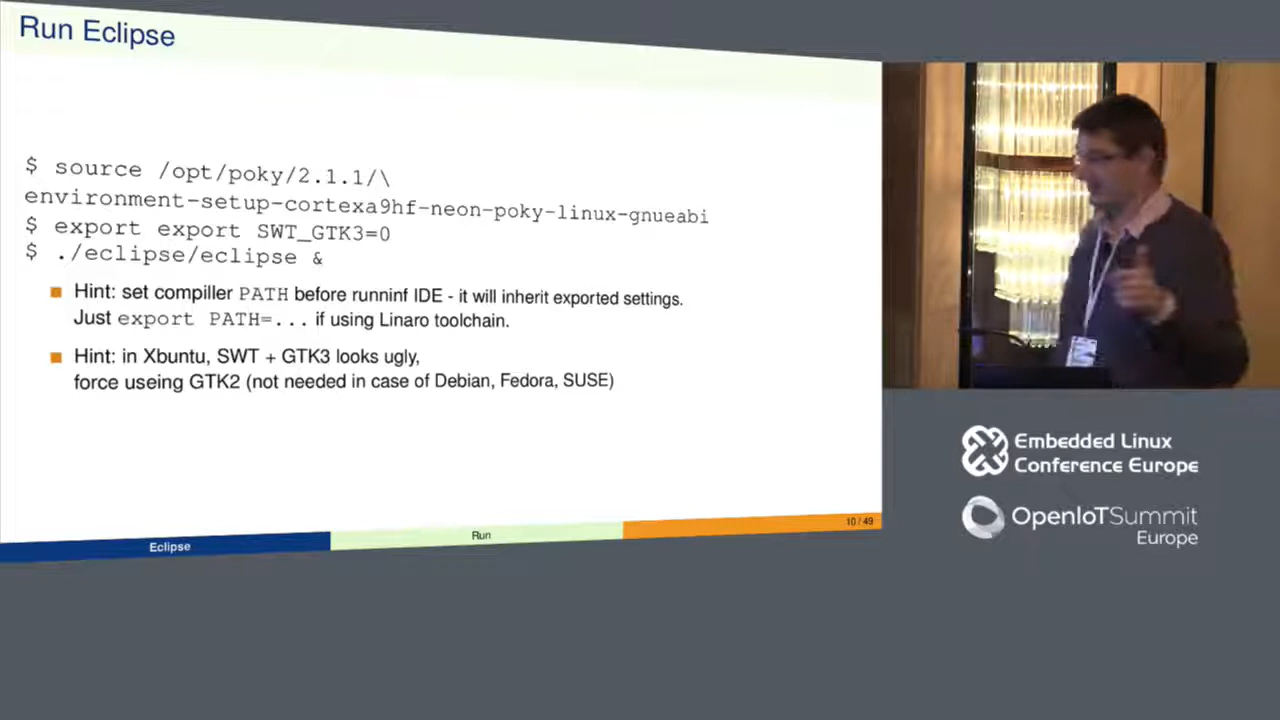 Run Eclipse
$ source /opt/poky/2.1.1/\
environment-setup-cortexa9hf-neon-poky-linux-gnueabi
$ export export SWT_GTK3=0
$ ./eclipse/eclipse &
Hint: set compiller PATH before runninf IDE - it will inherit exported settings.
Just export PATH=... if using Linaro toolchain.
Hint: in Xbuntu, SWT + GTK3 looks ugly,
force useing GTK2 (not needed in case of Debian, Fedora, SUSE)
Eclipse
Run
10 / 49
Embedded Linux
Conference Europe
OpenIoTSummit
Europe